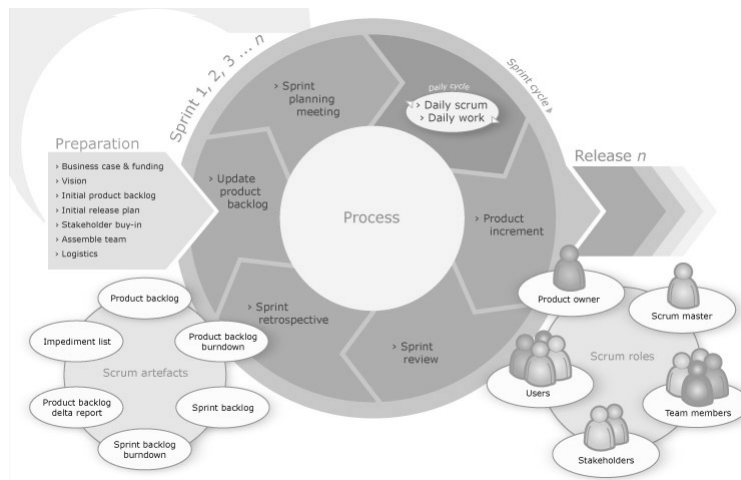 Sprint 1, 2, 3 ... n
Sprint cycle
Preparation
› Business case & funding
› Vision
› Initial product backlog
› Initial release plan
› Stakeholder buy-in
› Assemble team
› Logistics
› Sprint
planning
meeting
Daily cycle
› Daily scrum
› Daily work
› Update
product
backlog
Process
› Product
increment
› Sprint
retrospective
› Sprint
review
Release n
Product backlog
Impediment list
Product backlog
burndown
Scrum artefacts
Product backlog
delta report
Sprint backlog
Sprint backlog
burndown
Product owner
Scrum master
Scrum roles
Users
Team members
Stakeholders